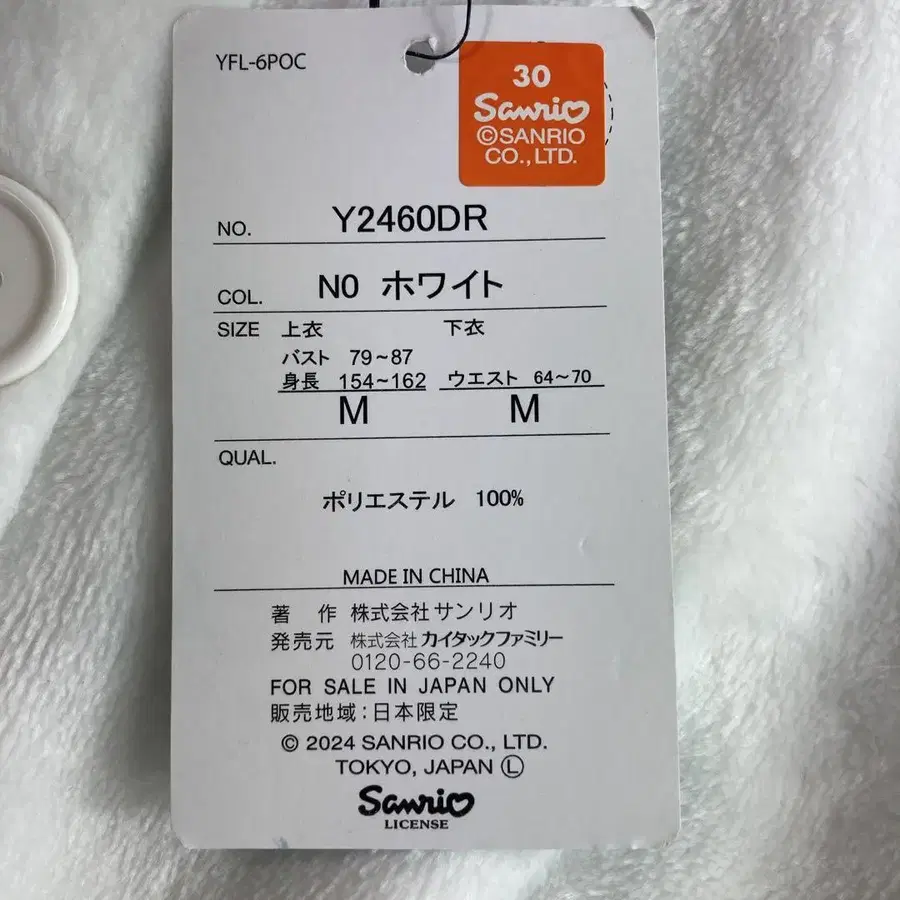 YFL-6POC
30
Sanrio
©SANRIO
CO.,LTD.
NO. Y2460DR
COL. N0 ホワイト
SIZE 上衣 下衣
バスト 79~87
身長 154~162 ウエスト 64~70
M M
QUAL.
ポリエステル 100%
MADE IN CHINA
著 作 株式会社サンリオ
発売元 株式会社カイタックファミリー
0120-66-2240
FOR SALE IN JAPAN ONLY
販売地域:日本限定
© 2024 SANRIO CO., LTD.
TOKYO, JAPAN Ⓛ
Sanrio
LICENSE